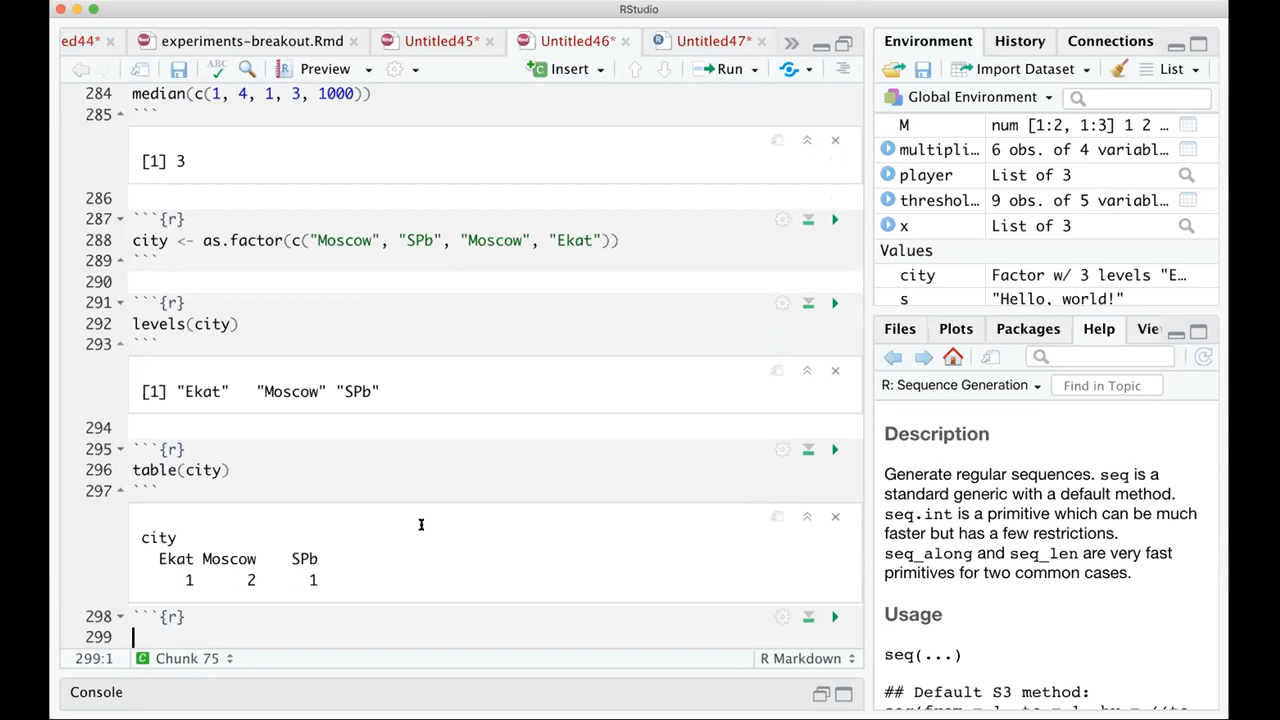 RStudio
ed44* experiments-breakout.Rmd Untitled45* Untitled46* Untitled47*
ABC Preview Insert Run
284 median(c(1, 4, 1, 3, 1000))
285 ```
[1] 3
286
287 ```{r}
288 city <- as.factor(c("Moscow", "SPb", "Moscow", "Ekat"))
289 ```
290
291 ```{r}
292 levels(city)
293 ```
[1] "Ekat"   "Moscow" "SPb"
294
295 ```{r}
296 table(city)
297 ```
city
  Ekat Moscow    SPb
     1      2      1
298 ```{r}
299
299:1 Chunk 75 R Markdown
Console
Environment History Connections
Import Dataset List
Global Environment
M num [1:2, 1:3] 1 2 …
multipli… 6 obs. of 4 variabl…
player List of 3
threshol… 9 obs. of 5 variabl…
x List of 3
Values
city Factor w/ 3 levels "E…
s "Hello, world!"
Files Plots Packages Help Vie
R: Sequence Generation Find in Topic
Description
Generate regular sequences. seq is a
standard generic with a default method.
seq.int is a primitive which can be much
faster but has a few restrictions.
seq_along and seq_len are very fast
primitives for two common cases.
Usage
seq(...)
## Default S3 method: